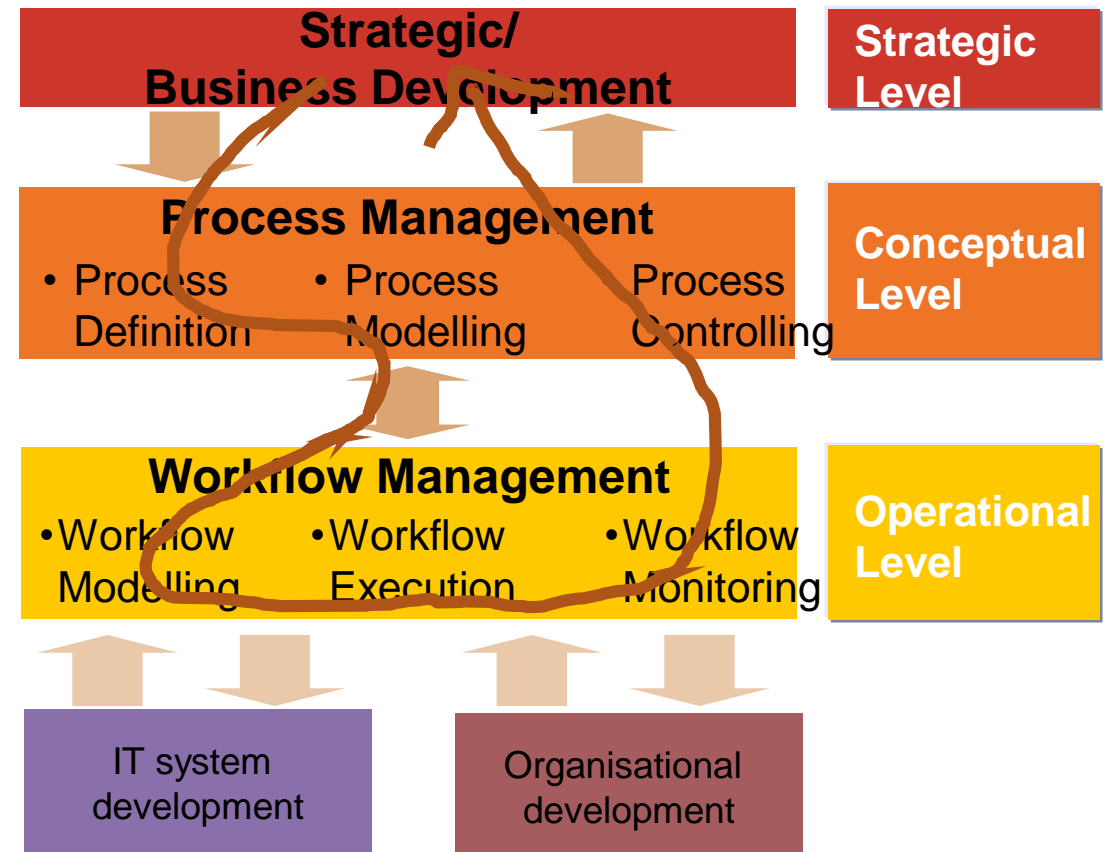 Strategic/
Business Development
Strategic
Level
Process Management
• Process
Definition
• Process
Modelling
Process
Controlling
Conceptual
Level
Workflow Management
•Workflow
Modelling
•Workflow
Execution
•Workflow
Monitoring
Operational
Level
IT system
development
Organisational
development